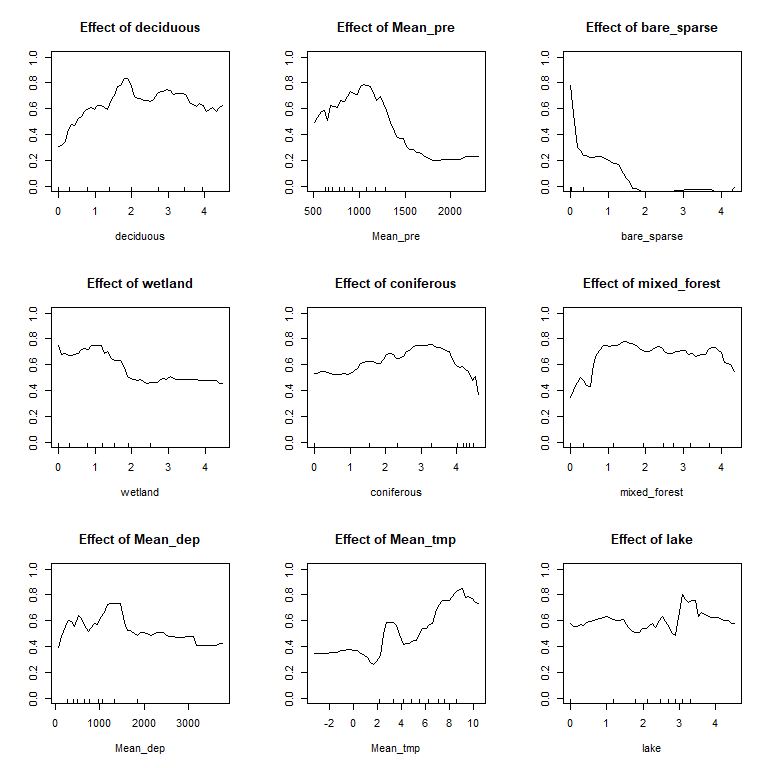 Effect of deciduous
Effect of Mean_pre
Effect of bare_sparse
0.0 0.2 0.4 0.6 0.8 1.0
0.0 0.2 0.4 0.6 0.8 1.0
0.0 0.2 0.4 0.6 0.8 1.0
0 1 2 3 4
500 1000 1500 2000
0 1 2 3 4
deciduous
Mean_pre
bare_sparse
Effect of wetland
Effect of coniferous
Effect of mixed_forest
0.0 0.2 0.4 0.6 0.8 1.0
0.0 0.2 0.4 0.6 0.8 1.0
0.0 0.2 0.4 0.6 0.8 1.0
0 1 2 3 4
0 1 2 3 4
0 1 2 3 4
wetland
coniferous
mixed_forest
Effect of Mean_dep
Effect of Mean_tmp
Effect of lake
0.0 0.2 0.4 0.6 0.8 1.0
0.0 0.2 0.4 0.6 0.8 1.0
0.0 0.2 0.4 0.6 0.8 1.0
0 1000 2000 3000
-2 0 2 4 6 8 10
0 1 2 3 4
Mean_dep
Mean_tmp
lake